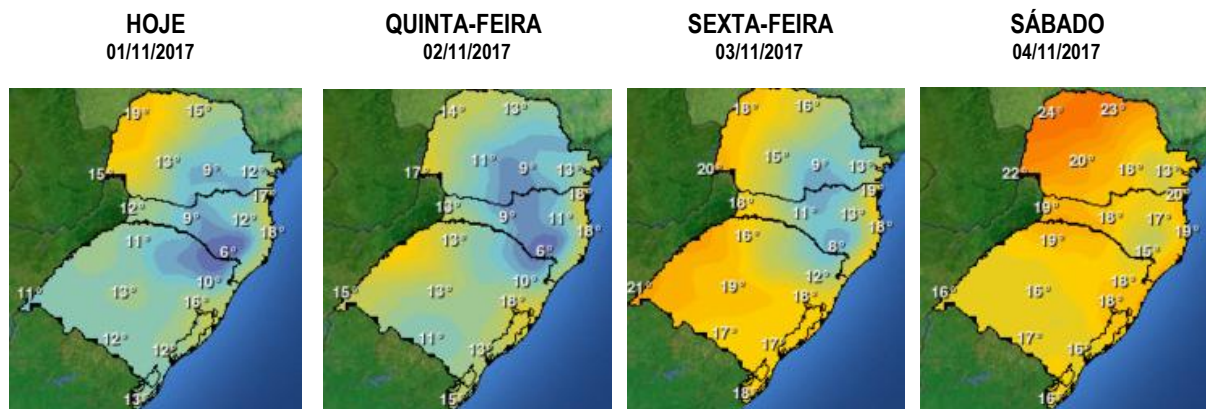 HOJE
01/11/2017
QUINTA-FEIRA
02/11/2017
SEXTA-FEIRA
03/11/2017
SÁBADO
04/11/2017
19° 15°
13° 9° 12°
15°
17°
12° 9° 12°
18°
11° 6°
10°
11° 13° 16°
12° 12°
13°
14° 13°
11° 9° 13°
17°
18°
13° 9° 11°
18°
13° 6°
10°
15° 13° 18°
11° 13°
15°
18° 16°
15° 9° 13°
20°
19°
18° 11° 13°
18°
16° 8°
12°
21° 19° 18°
17° 17°
18°
24° 23°
20° 16° 13°
22°
20°
19° 18° 17°
19°
19° 15°
18°
16° 15° 18°
17° 16°
16°